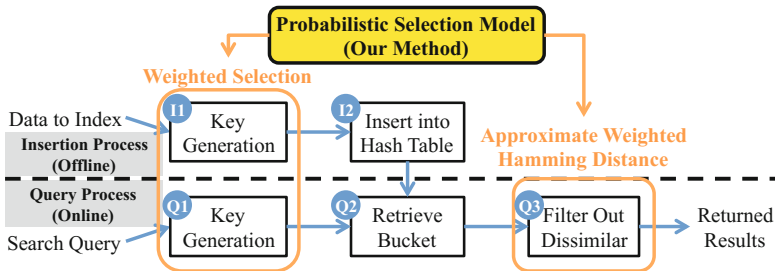 Probabilistic Selection Model
(Our Method)
Weighted Selection
I1
I2
Data to Index
Key
Generation
Insert into
Hash Table
Insertion Process
(Offline)
Approximate Weighted
Hamming Distance
Query Process
(Online)
Q1
Q2
Q3
Search Query
Key
Generation
Retrieve
Bucket
Filter Out
Dissimilar
Returned
Results